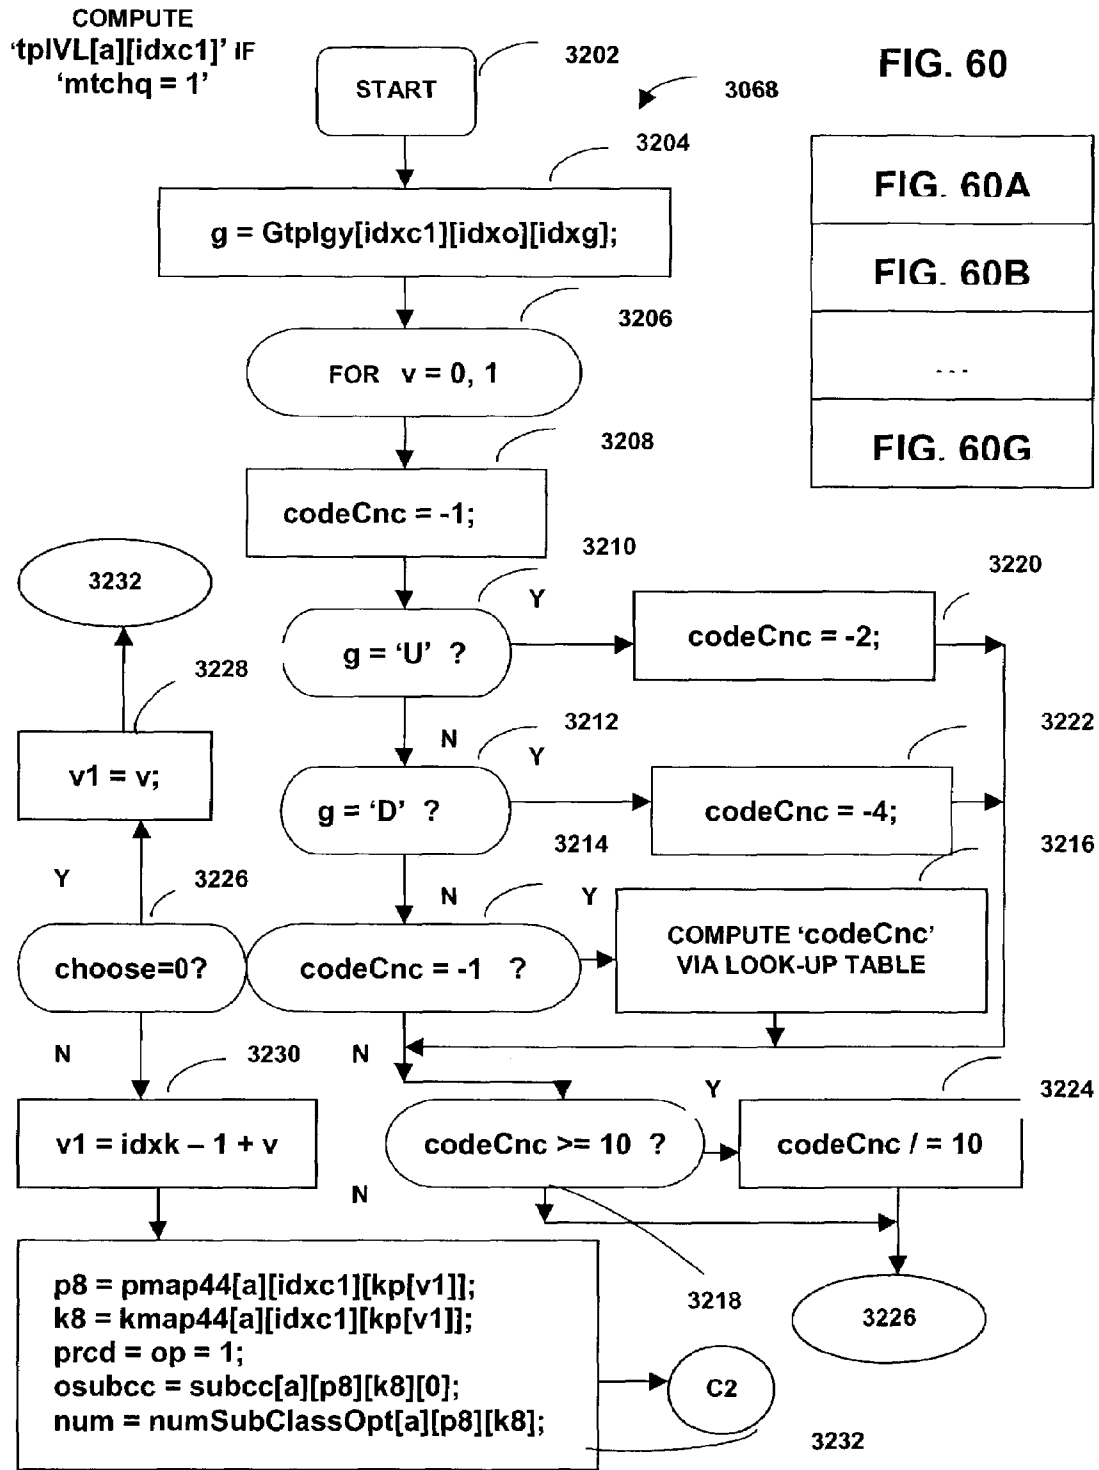 COMPUTE
'tplVL[a][idxc1]' IF
'mtchq = 1'
START
3202
3068
FIG. 60
3204
g = Gtplgy[idxc1][idxo][idxg];
FIG. 60A
FIG. 60B
...
FIG. 60G
3206
FOR v = 0, 1
3208
codeCnc = -1;
3210
3232
g = 'U' ?
Y
codeCnc = -2;
3220
3228
N
v1 = v;
3212
g = 'D' ?
Y
codeCnc = -4;
3222
3214
3216
Y
3226
N
Y
choose=0?
codeCnc = -1 ?
COMPUTE 'codeCnc'
VIA LOOK-UP TABLE
N
3230
N
v1 = idxk – 1 + v
codeCnc >= 10 ?
Y
codeCnc / = 10
3224
N
3218
3226
p8 = pmap44[a][idxc1][kp[v1]];
k8 = kmap44[a][idxc1][kp[v1]];
prcd = op = 1;
osubcc = subcc[a][p8][k8][0];
num = numSubClassOpt[a][p8][k8];
C2
3232